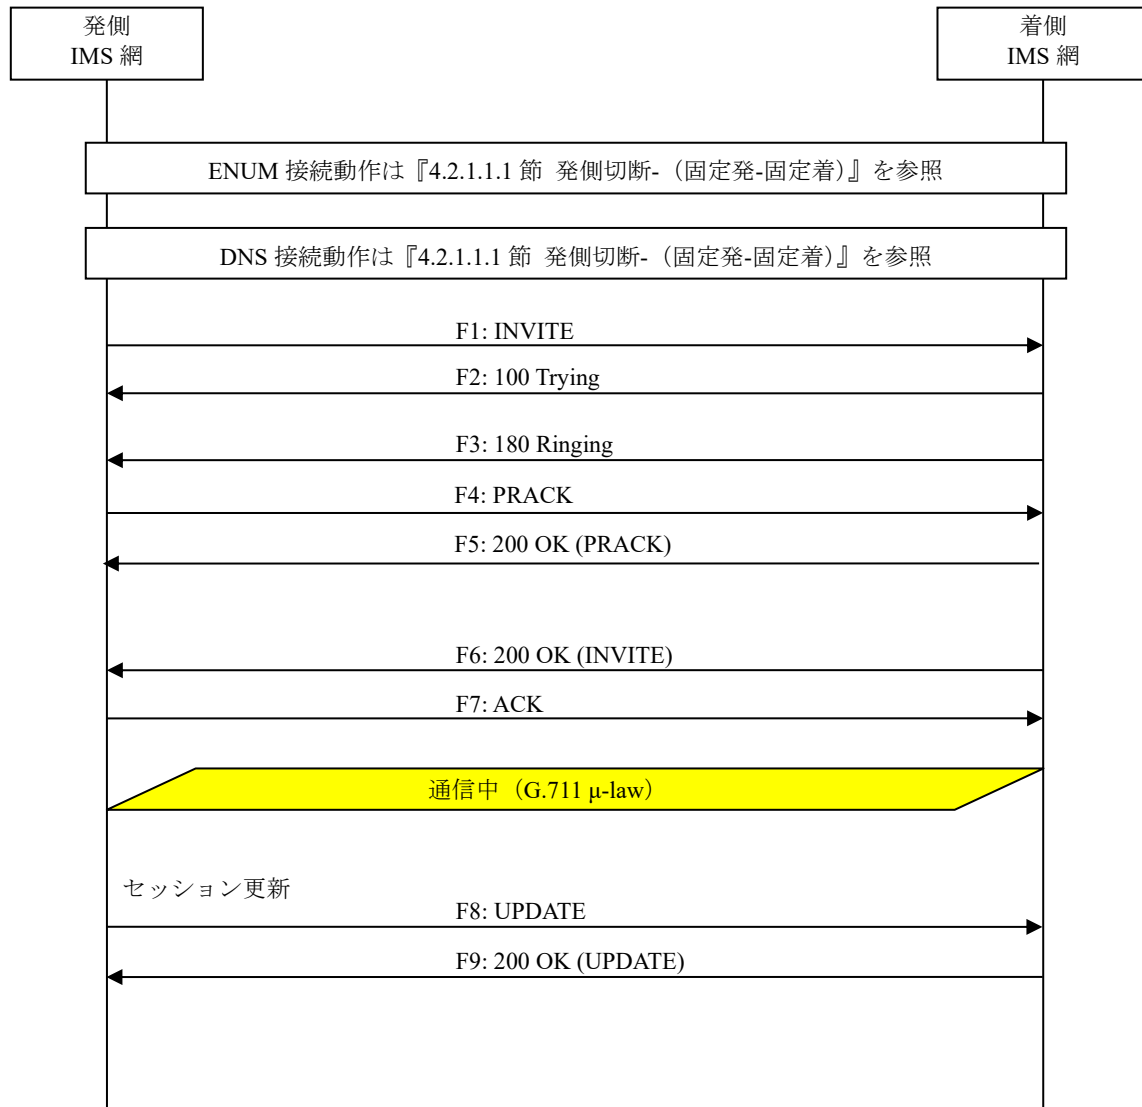 発側
IMS 網
着側
IMS 網
ENUM 接続動作は『4.2.1.1.1 節 発側切断-（固定発-固定着）』を参照
DNS 接続動作は『4.2.1.1.1 節 発側切断-（固定発-固定着）』を参照
F1: INVITE
F2: 100 Trying
F3: 180 Ringing
F4: PRACK
F5: 200 OK (PRACK)
F6: 200 OK (INVITE)
F7: ACK
通信中（G.711 μ-law）
セッション更新
F8: UPDATE
F9: 200 OK (UPDATE)